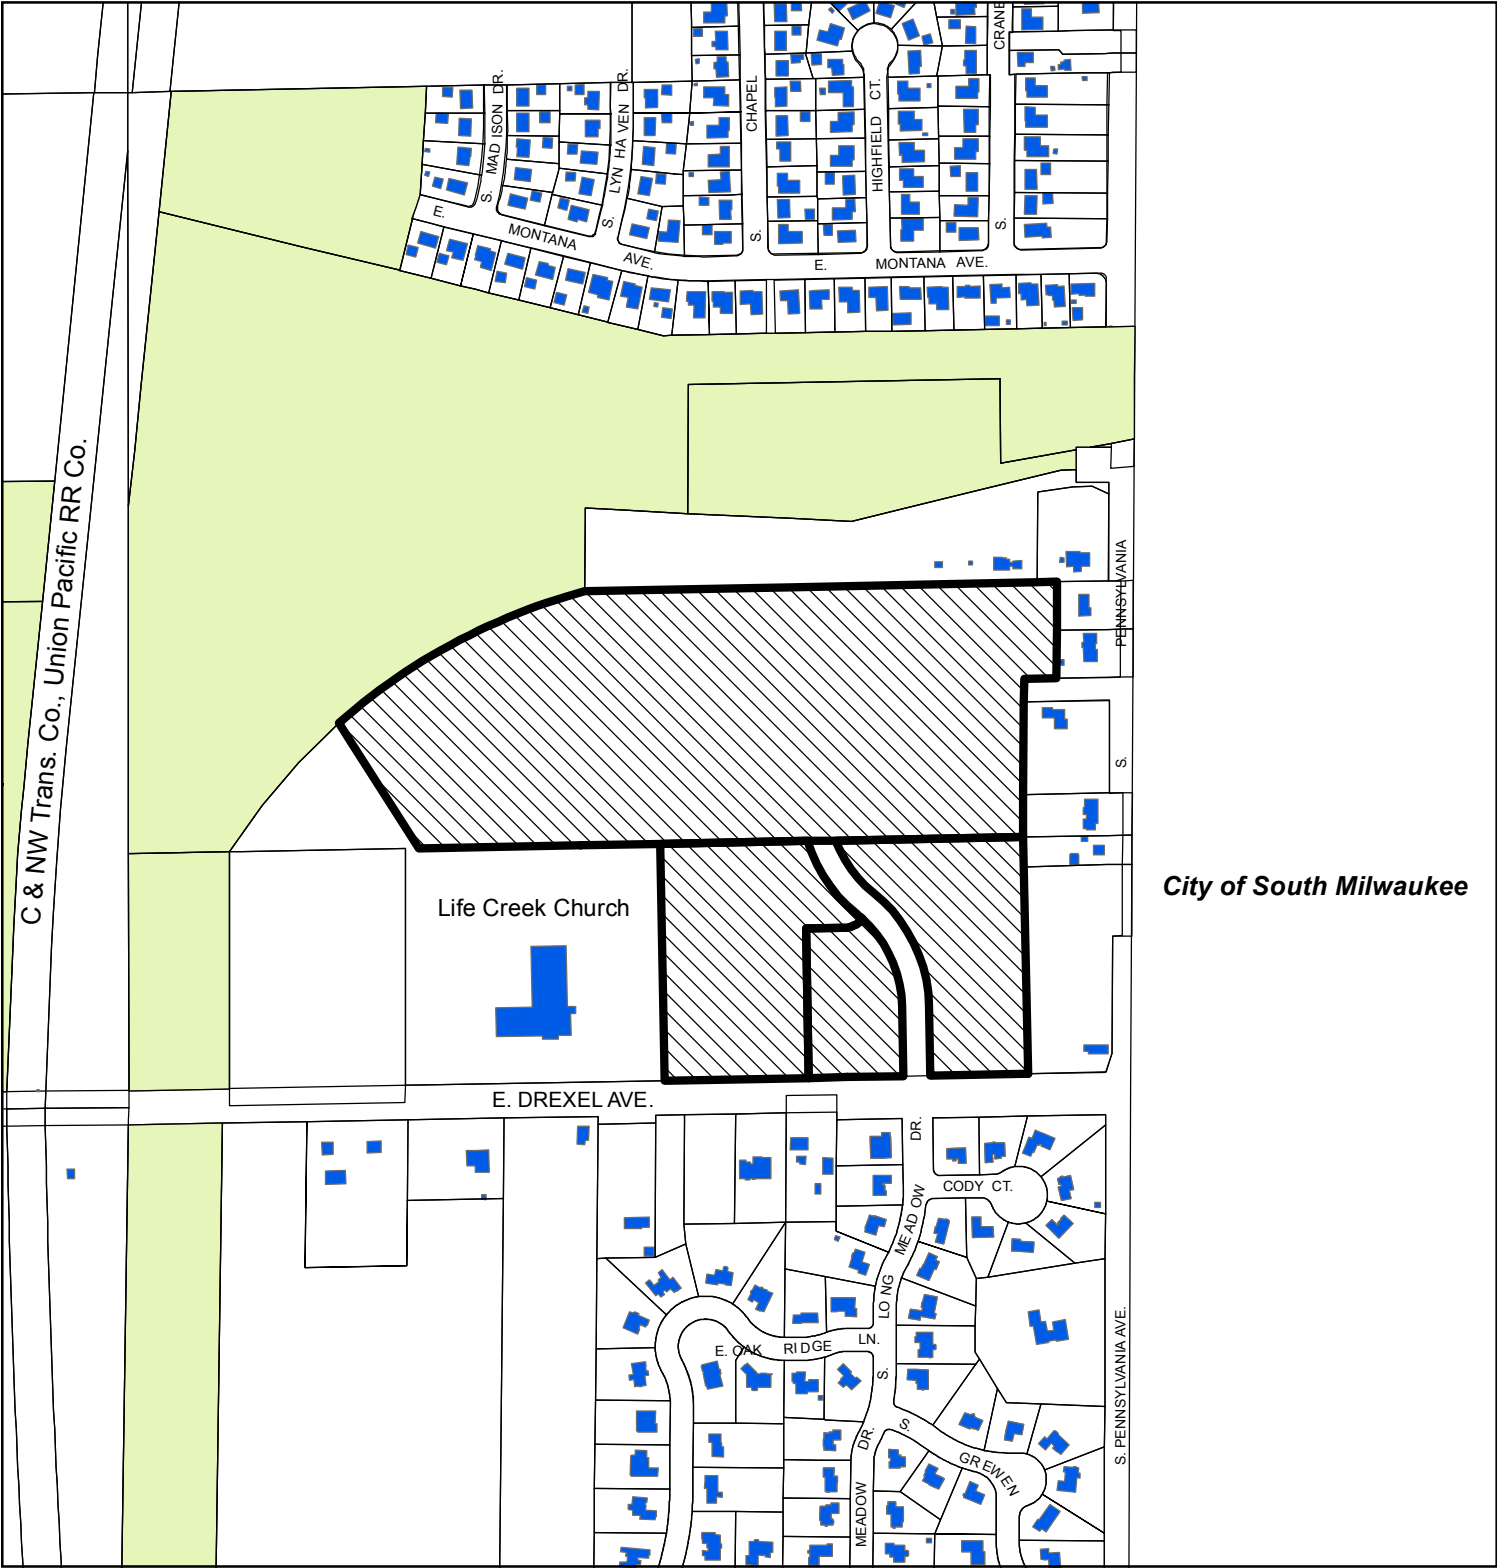 CRANE
S.
CHAPEL
S.
HIGHFIELD CT.
S. MADISON DR.
S. LYNHAVEN DR.
E. MONTANA AVE.
E. MONTANA AVE.
C & NW Trans. Co., Union Pacific RR Co.
PENNSYLVANIA
S.
City of South Milwaukee
Life Creek Church
E. DREXEL AVE.
DR.
CODY CT.
MEADOW
LONG
S.
E. OAK RIDGE LN.
S. PENNSYLVANIA AVE.
S. GREWEN
DR.
MEADOW